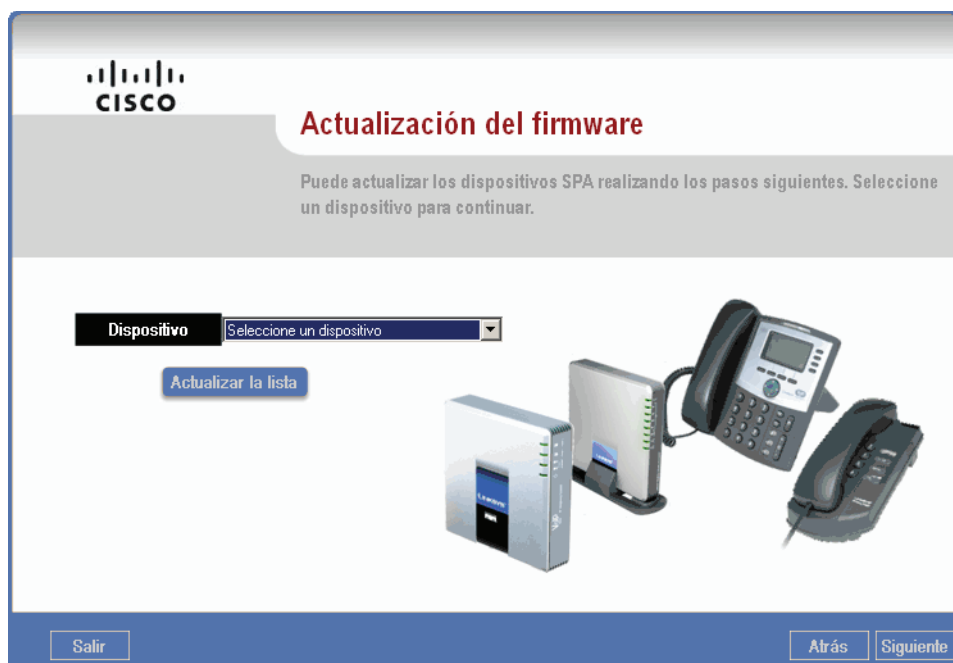 CISCO
Actualización del firmware
Puede actualizar los dispositivos SPA realizando los pasos siguientes. Seleccione
un dispositivo para continuar.
Dispositivo
Seleccione un dispositivo
Actualizar la lista
LINKSYS
Salir
Atrás
Siguiente